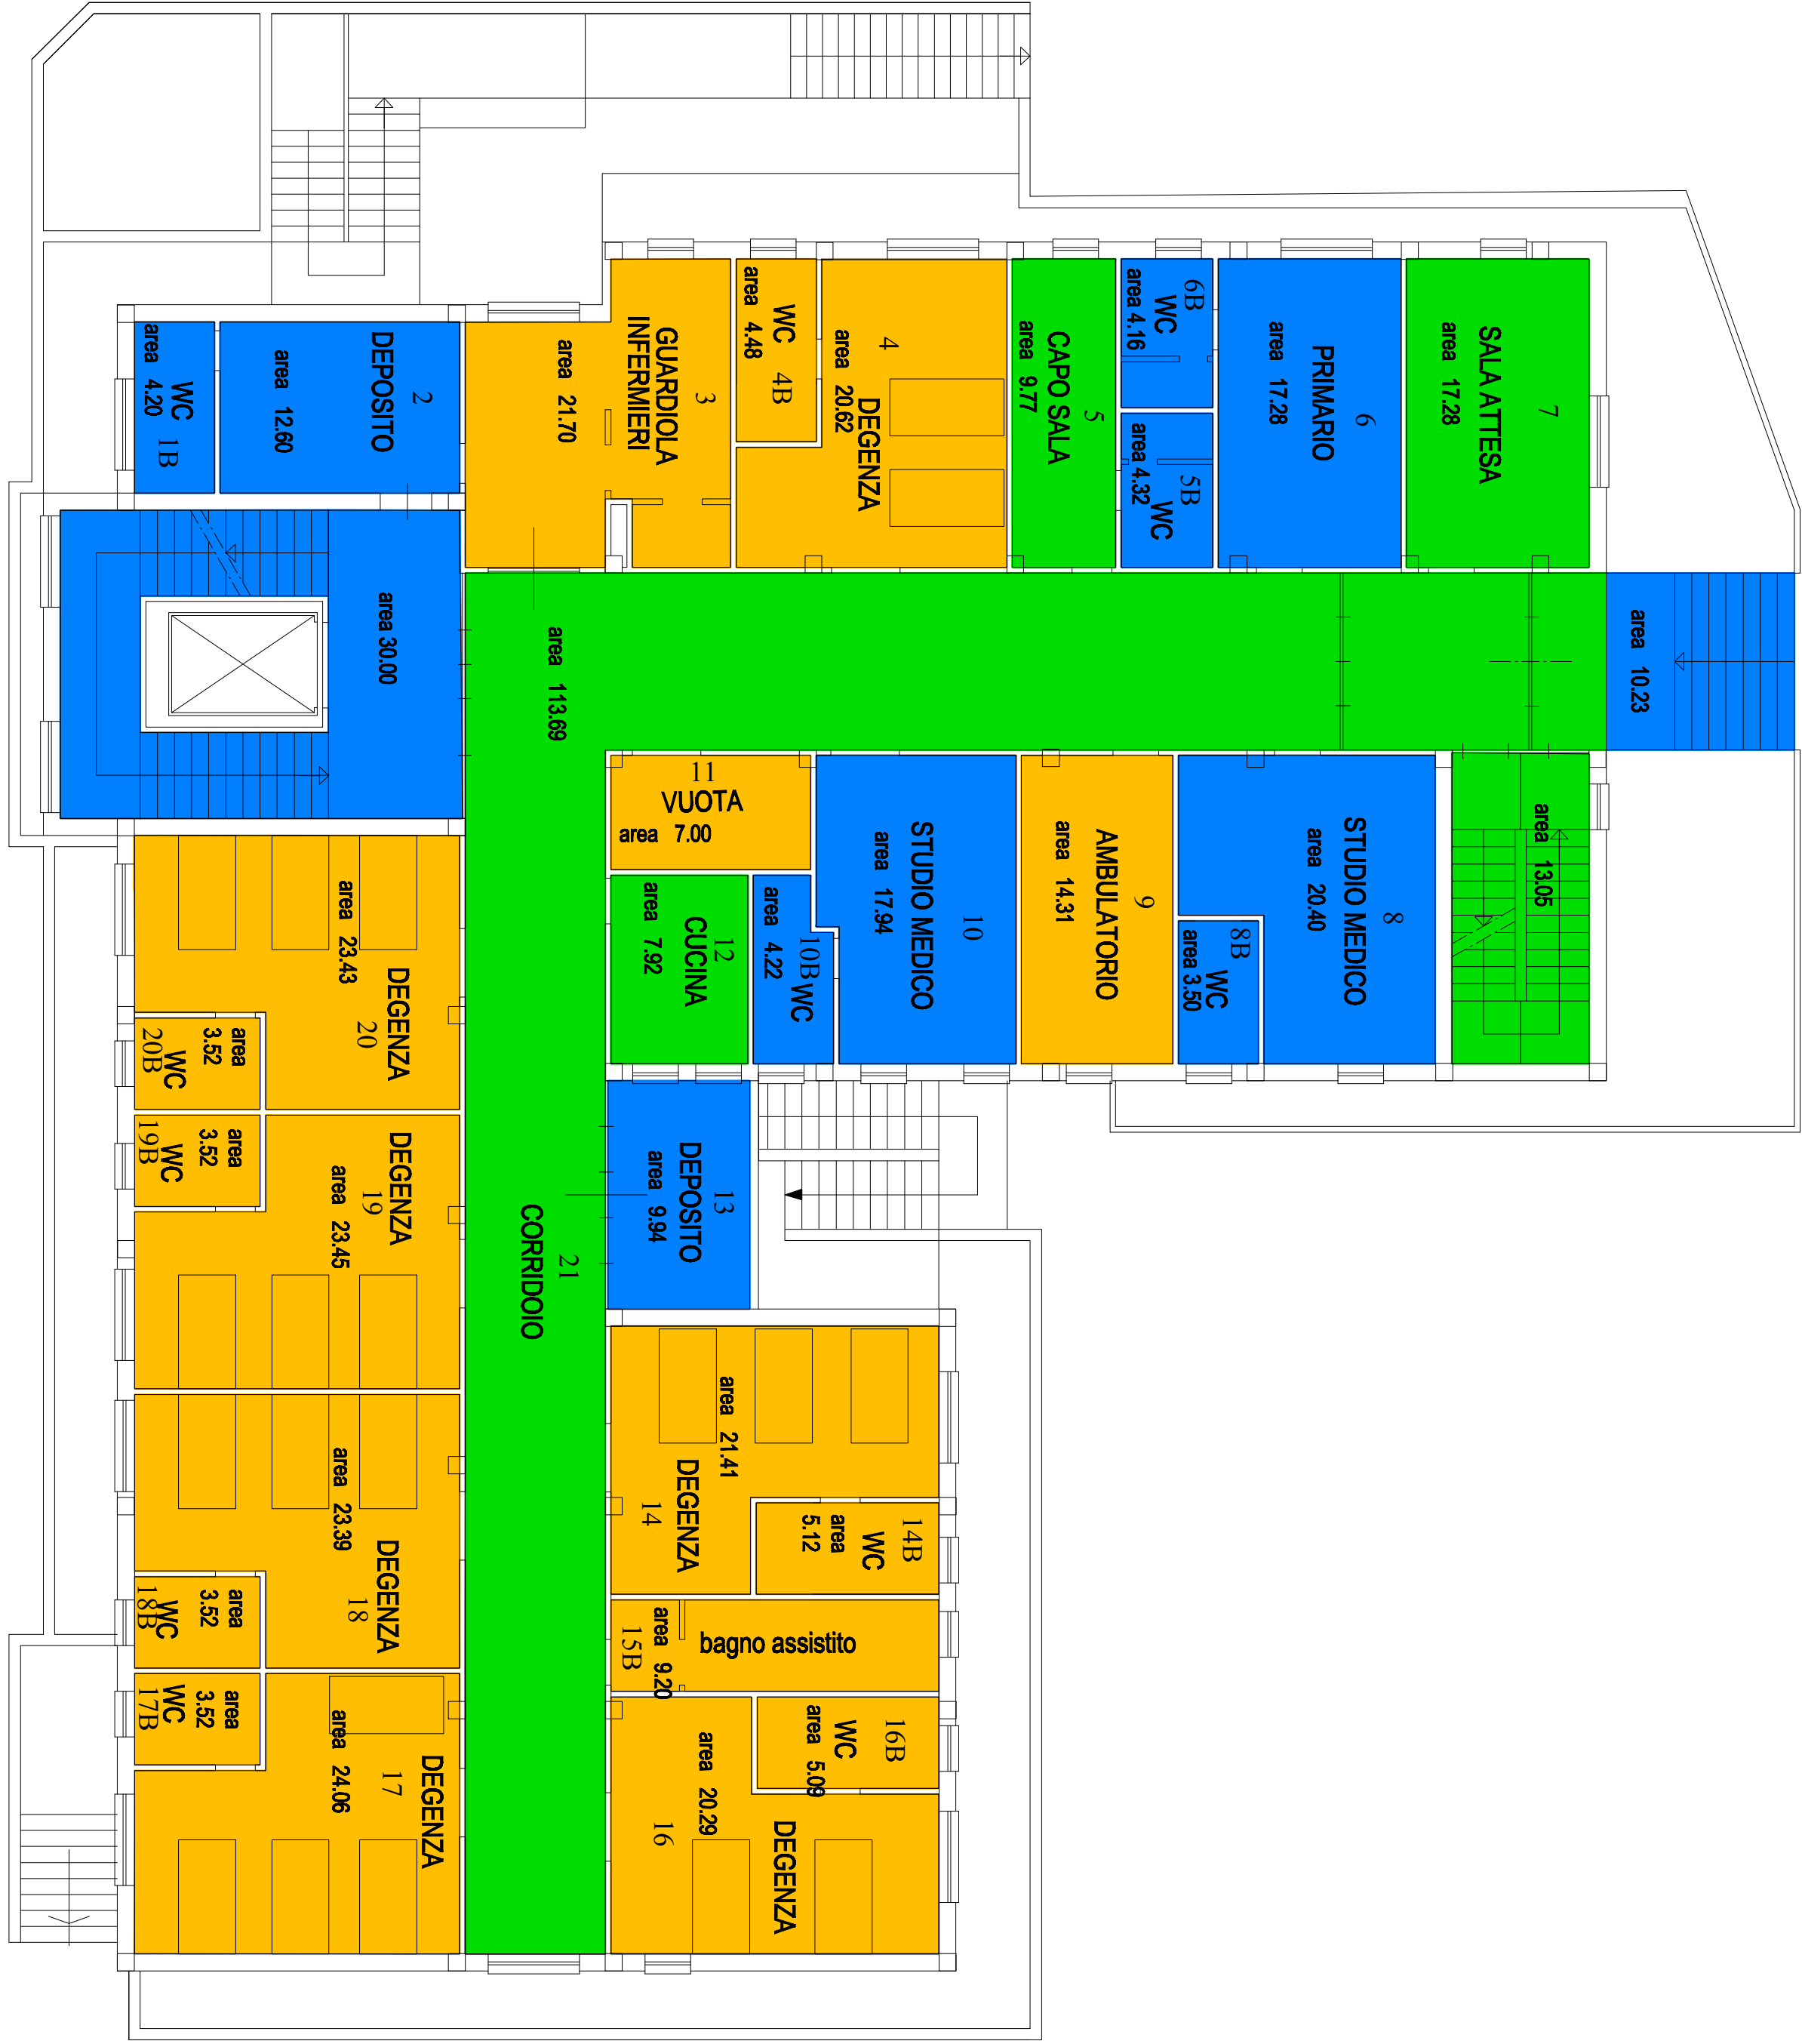 7
SALA ATTESA
area 17.28
6
PRIMARIO
area 17.28
6B
WC
area 4.16
5B
WC
area 4.32
5
CAPO SALA
area 9.77
4
DEGENZA
area 20.62
WC 4B
area 4.48
3
GUARDIOLA
INFERMIERI
area 21.70
2
DEPOSITO
area 12.60
WC 1B
area 4.20
area 30.00
area 113.69
area 10.23
area 13.05
8
STUDIO MEDICO
area 20.40
8B
WC
area 3.50
9
AMBULATORIO
area 14.31
10
STUDIO MEDICO
area 17.94
10B WC
area 4.22
11
VUOTA
area 7.00
12
CUCINA
area 7.92
13
DEPOSITO
area 9.94
21
CORRIDOIO
DEGENZA
20
area 23.43
area
3.52
WC
20B
DEGENZA
19
area 23.45
area
3.52
WC
19B
DEGENZA
18
area 23.39
area
3.52
WC
18B
DEGENZA
17
area 24.06
area
3.52
WC
17B
area 21.41
DEGENZA
14
14B
WC
area
5.12
bagno assistito
area 9.20
15B
16B
WC
area 5.09
DEGENZA
area 20.29
16